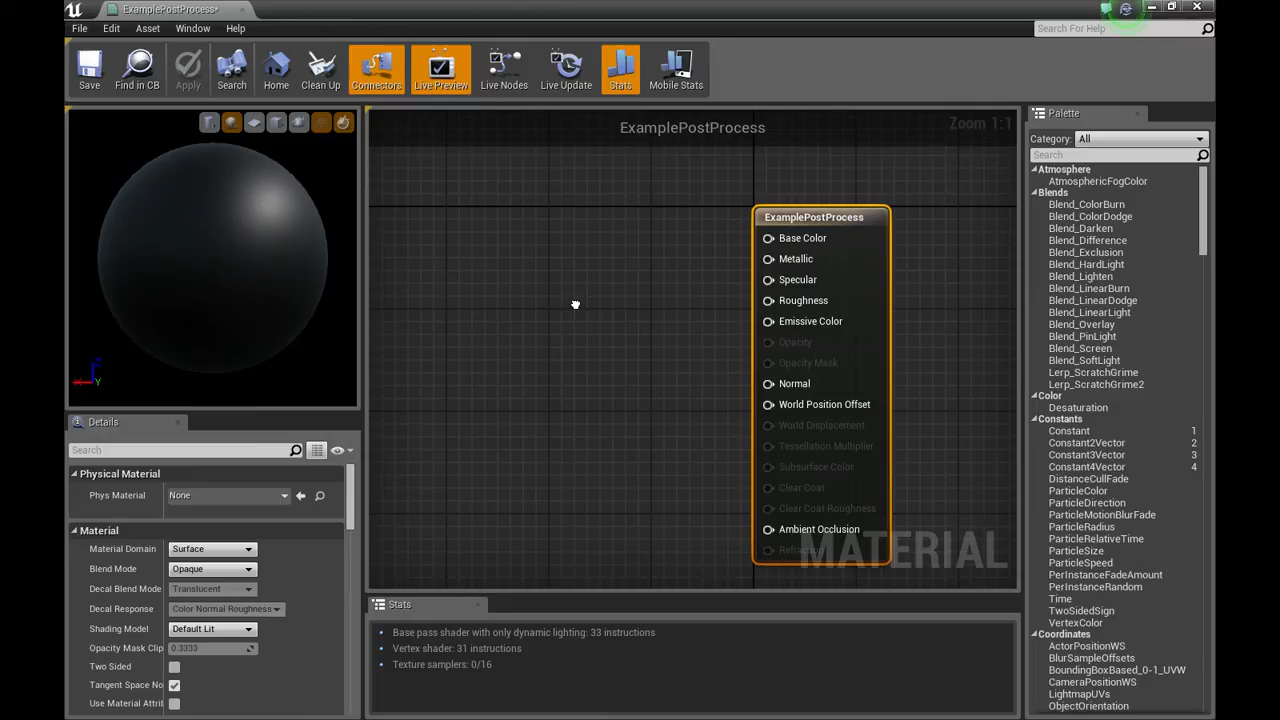 ExamplePostProcess*
File Edit Asset Window Help
Search For Help
Save Find in CB Apply Search Home Clean Up Connectors Live Preview Live Nodes Live Update Stats Mobile Stats
ExamplePostProcess
Zoom 1:1
ExamplePostProcess
Base Color
Metallic
Specular
Roughness
Emissive Color
Opacity
Opacity Mask
Normal
World Position Offset
World Displacement
Tessellation Multiplier
Subsurface Color
Clear Coat
Clear Coat Roughness
Ambient Occlusion
Refraction
MATERIAL
X
Z
Y
Details
Search
Physical Material
Phys Material None
Material
Material Domain Surface
Blend Mode Opaque
Decal Blend Mode Translucent
Decal Response Color Normal Roughness
Shading Model Default Lit
Opacity Mask Clip 0.3333
Two Sided
Tangent Space No
Use Material Attrib
Stats
Base pass shader with only dynamic lighting: 33 instructions
Vertex shader: 31 instructions
Texture samplers: 0/16
Palette
Category: All
Search
Atmosphere
AtmosphericFogColor
Blends
Blend_ColorBurn
Blend_ColorDodge
Blend_Darken
Blend_Difference
Blend_Exclusion
Blend_HardLight
Blend_Lighten
Blend_LinearBurn
Blend_LinearDodge
Blend_LinearLight
Blend_Overlay
Blend_PinLight
Blend_Screen
Blend_SoftLight
Lerp_ScratchGrime
Lerp_ScratchGrime2
Color
Desaturation
Constants
Constant 1
Constant2Vector 2
Constant3Vector 3
Constant4Vector 4
DistanceCullFade
ParticleColor
ParticleDirection
ParticleMotionBlurFade
ParticleRadius
ParticleRelativeTime
ParticleSize
ParticleSpeed
PerInstanceFadeAmount
PerInstanceRandom
Time
TwoSidedSign
VertexColor
Coordinates
ActorPositionWS
BlurSampleOffsets
BoundingBoxBased_0-1_UVW
CameraPositionWS
LightmapUVs
ObjectOrientation